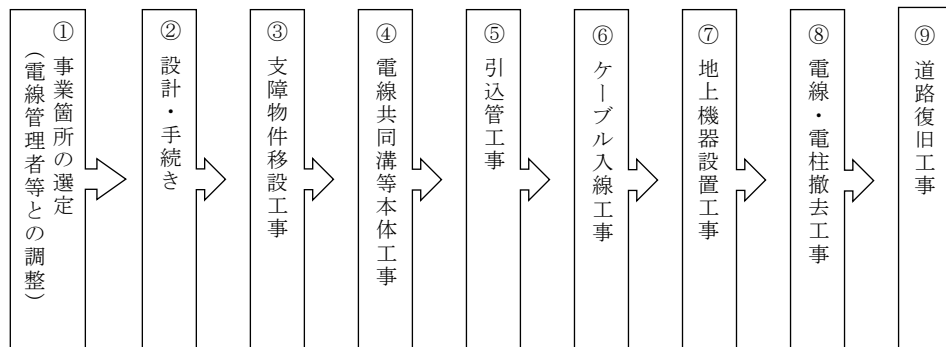 ① 事業箇所の選定
（電線管理者等との調整）
② 設計・手続き
③ 支障物件移設工事
④ 電線共同溝等本体工事
⑤ 引込管工事
⑥ ケーブル入線工事
⑦ 地上機器設置工事
⑧ 電線・電柱撤去工事
⑨ 道路復旧工事